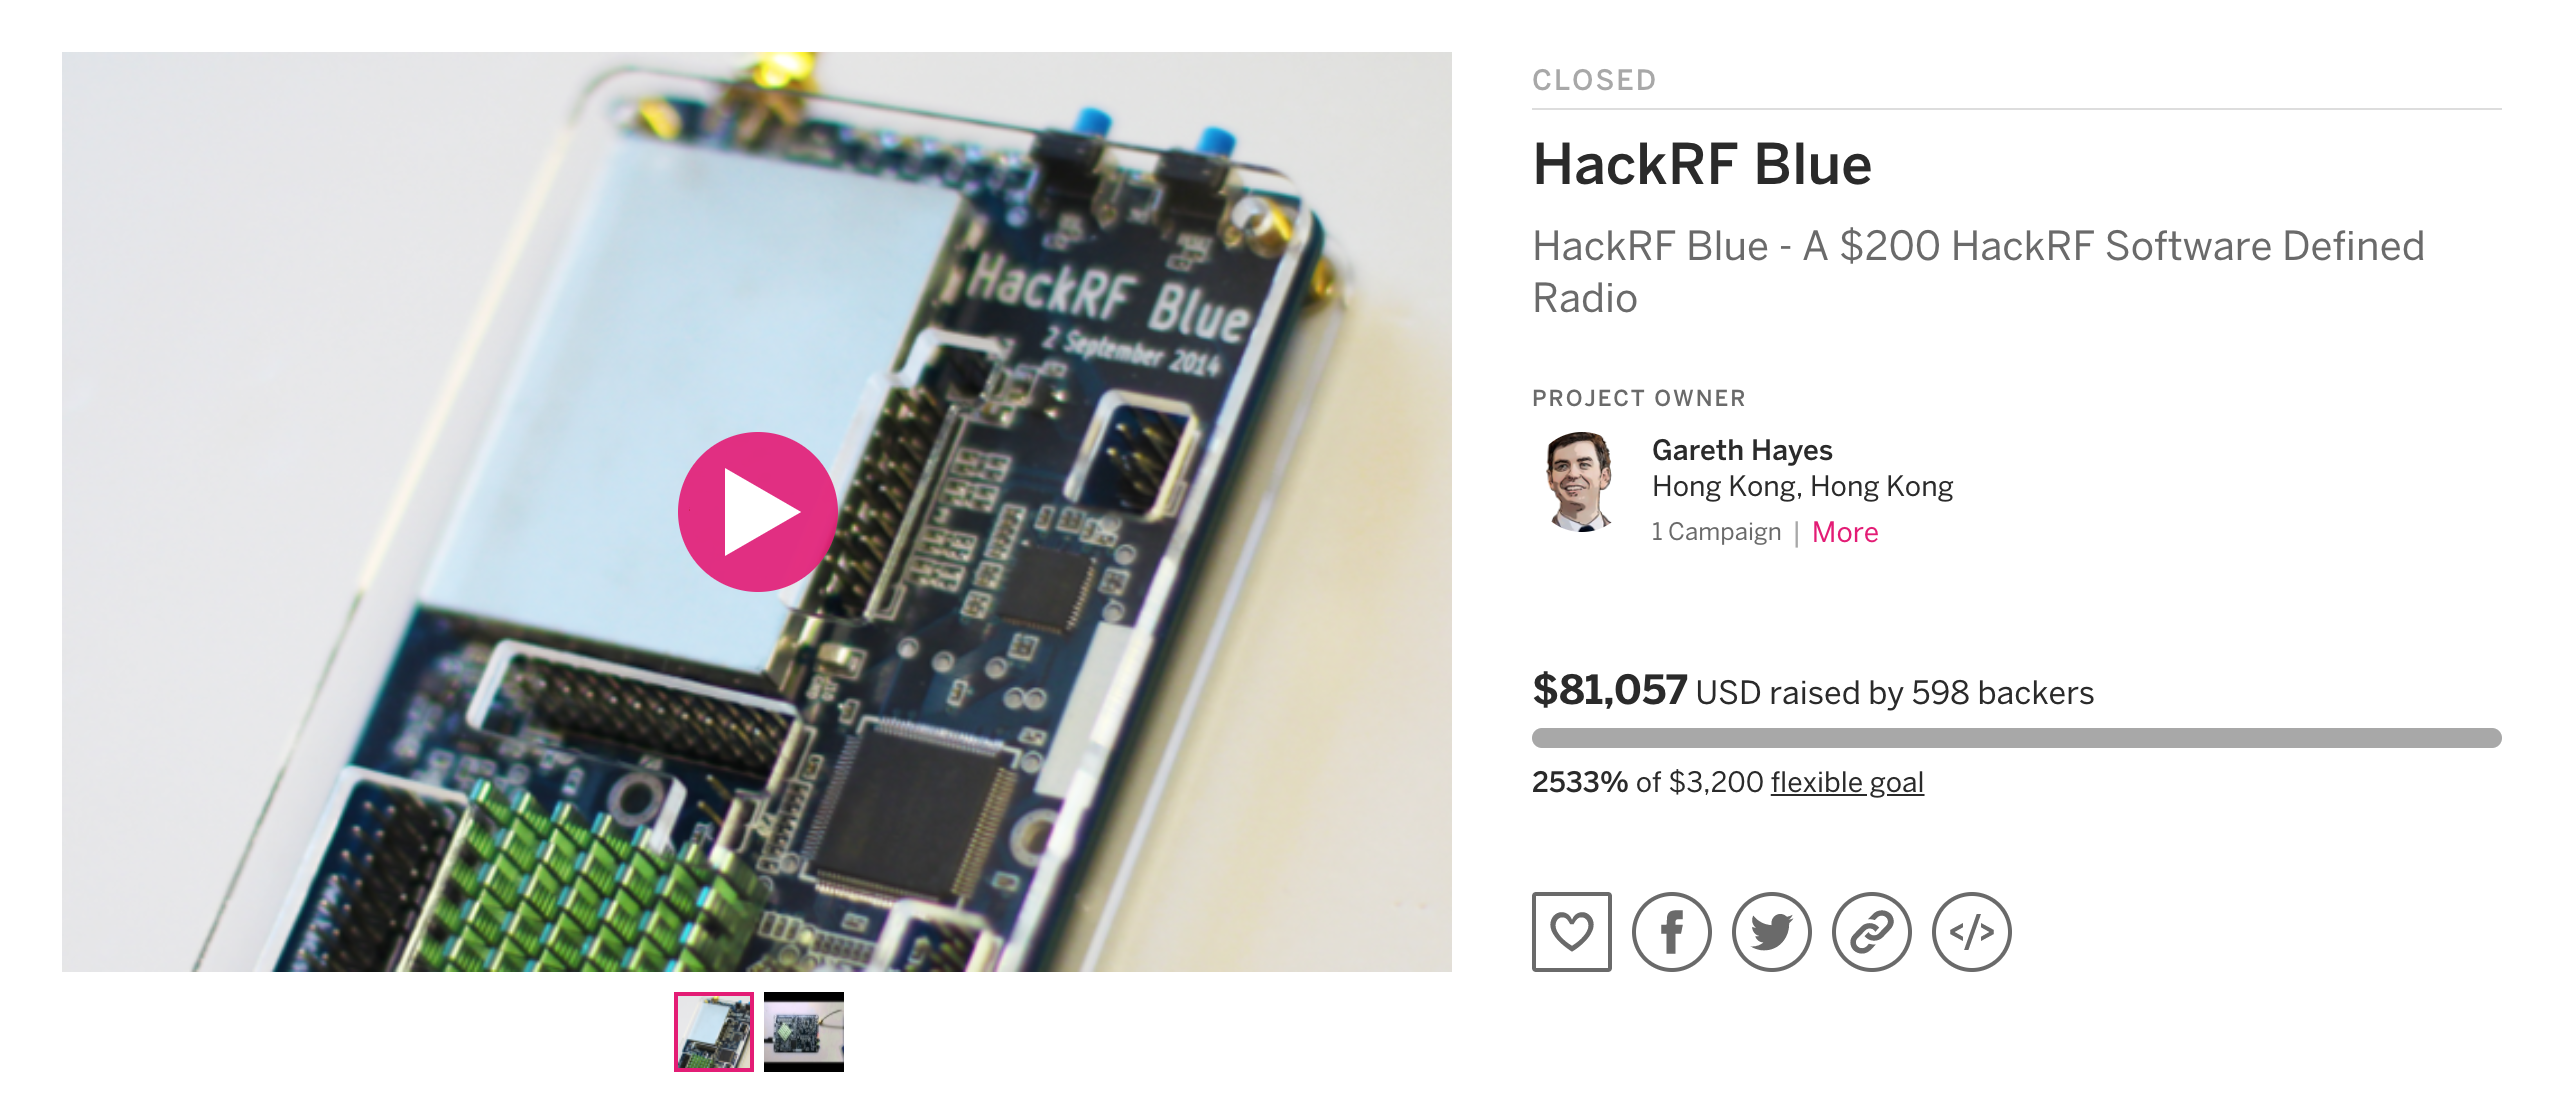 HackRF Blue
2 September 2014
CLOSED
HackRF Blue
HackRF Blue - A $200 HackRF Software Defined
Radio
PROJECT OWNER
Gareth Hayes
Hong Kong, Hong Kong
1 Campaign | More
$81,057 USD raised by 598 backers
2533% of $3,200 flexible goal